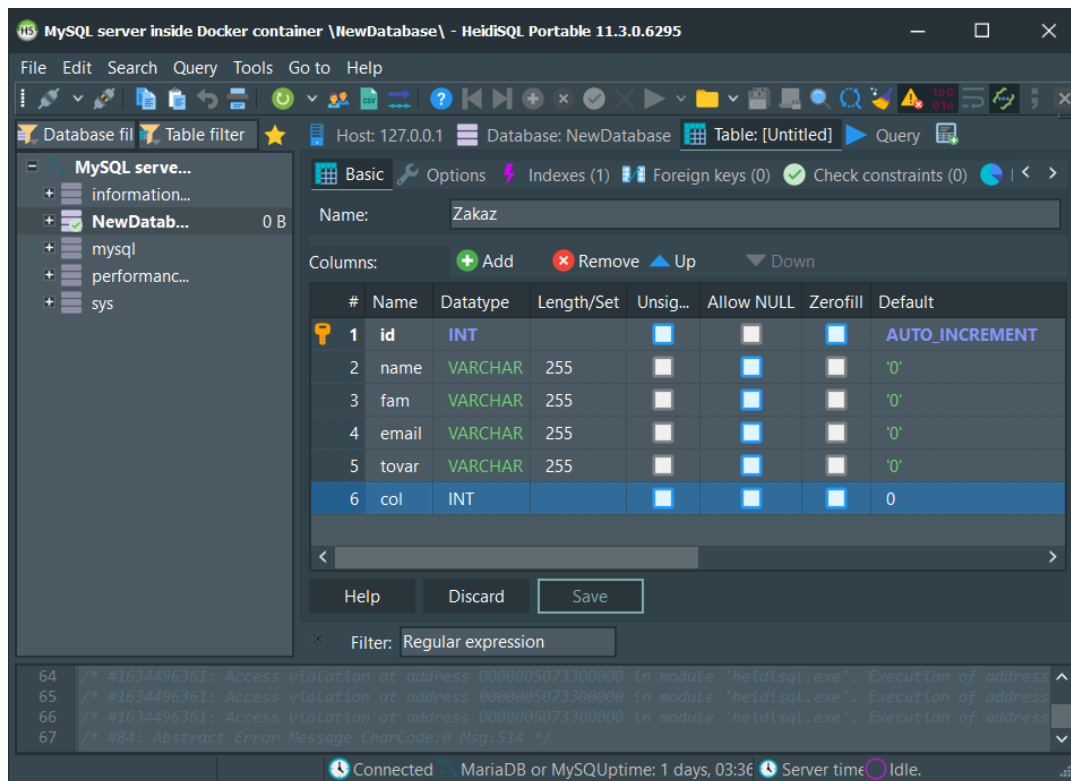 HS MySQL server inside Docker container \NewDatabase\ - HeidiSQL Portable 11.3.0.6295
File Edit Search Query Tools Go to Help
Database fil Table filter Host: 127.0.0.1 Database: NewDatabase Table: [Untitled] Query
MySQL serve...
information...
NewDatab... 0 B
mysql
performanc...
sys
Basic Options Indexes (1) Foreign keys (0) Check constraints (0)
Name: Zakaz
Columns: Add Remove Up Down
# Name Datatype Length/Set Unsig... Allow NULL Zerofill Default
1 id INT AUTO_INCREMENT
2 name VARCHAR 255 '0'
3 fam VARCHAR 255 '0'
4 email VARCHAR 255 '0'
5 tovar VARCHAR 255 '0'
6 col INT 0
Help Discard Save
Filter: Regular expression
64 /* #1634496361: Access violation at address 0000005073300000 in module 'heidisql.exe'. Execution of address
65 /* #1634496361: Access violation at address 0000005073300000 in module 'heidisql.exe'. Execution of address
66 /* #1634496361: Access violation at address 0000005073300000 in module 'heidisql.exe'. Execution of address
67 /* #84: Abstract Error Message CharCode:0 Msg:514 */
Connected MariaDB or MySQL Uptime: 1 days, 03:36 Server time Idle.